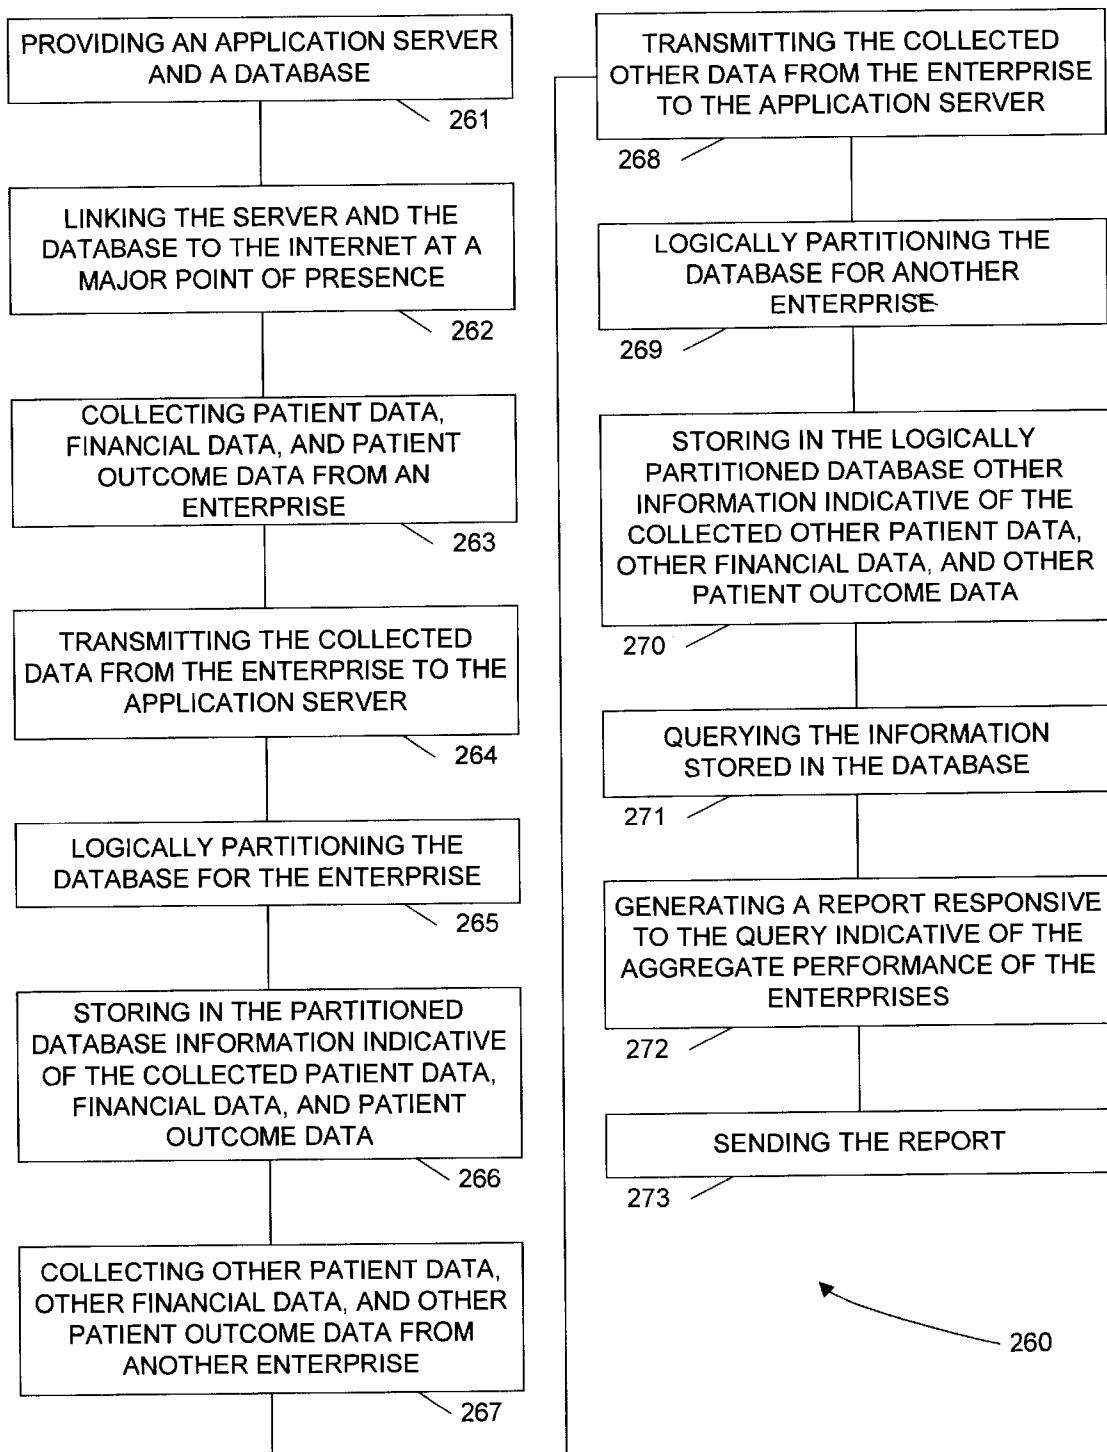 PROVIDING AN APPLICATION SERVER
AND A DATABASE
261
LINKING THE SERVER AND THE
DATABASE TO THE INTERNET AT A
MAJOR POINT OF PRESENCE
262
COLLECTING PATIENT DATA,
FINANCIAL DATA, AND PATIENT
OUTCOME DATA FROM AN
ENTERPRISE
263
TRANSMITTING THE COLLECTED
DATA FROM THE ENTERPRISE TO THE
APPLICATION SERVER
264
LOGICALLY PARTITIONING THE
DATABASE FOR THE ENTERPRISE
265
STORING IN THE PARTITIONED
DATABASE INFORMATION INDICATIVE
OF THE COLLECTED PATIENT DATA,
FINANCIAL DATA, AND PATIENT
OUTCOME DATA
266
COLLECTING OTHER PATIENT DATA,
OTHER FINANCIAL DATA, AND OTHER
PATIENT OUTCOME DATA FROM
ANOTHER ENTERPRISE
267
TRANSMITTING THE COLLECTED
OTHER DATA FROM THE ENTERPRISE
TO THE APPLICATION SERVER
268
LOGICALLY PARTITIONING THE
DATABASE FOR ANOTHER
ENTERPRISE
269
STORING IN THE LOGICALLY
PARTITIONED DATABASE OTHER
INFORMATION INDICATIVE OF THE
COLLECTED OTHER PATIENT DATA,
OTHER FINANCIAL DATA, AND OTHER
PATIENT OUTCOME DATA
270
QUERYING THE INFORMATION
STORED IN THE DATABASE
271
GENERATING A REPORT RESPONSIVE
TO THE QUERY INDICATIVE OF THE
AGGREGATE PERFORMANCE OF THE
ENTERPRISES
272
SENDING THE REPORT
273
260